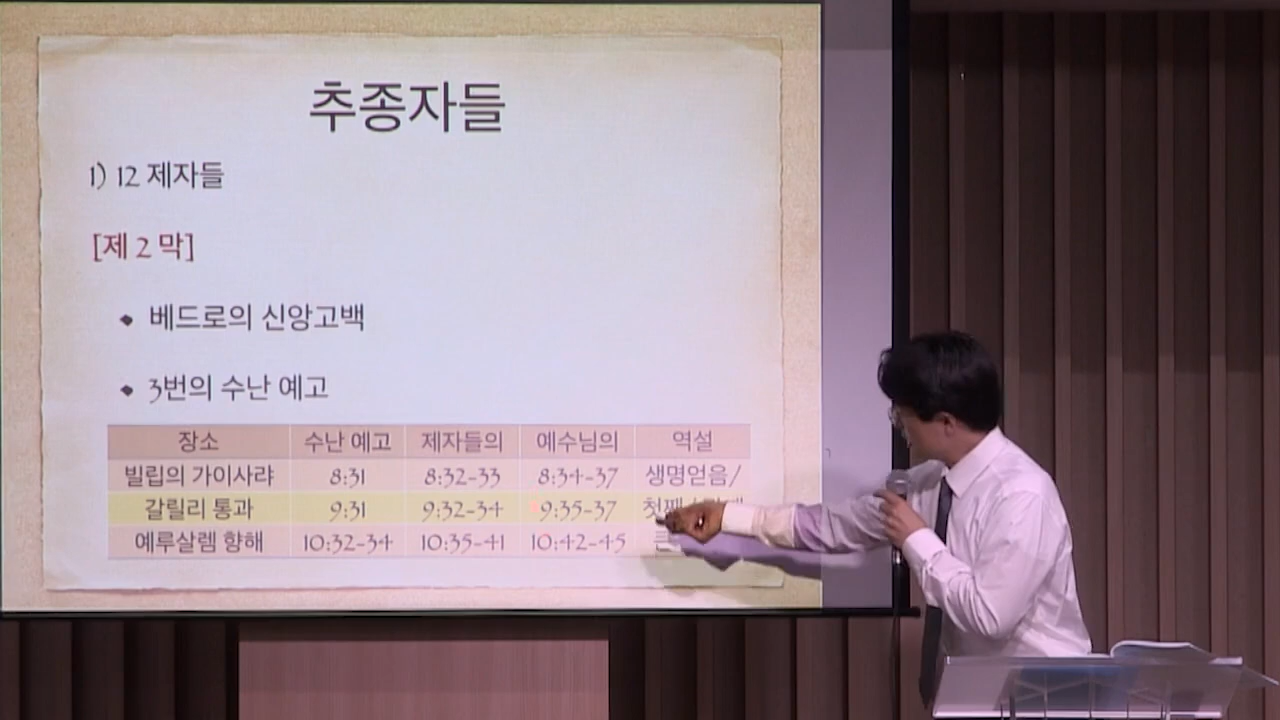 추종자들
1) 12 제자들
[제 2 막]
베드로의 신앙고백
3번의 수난 예고
장소 수난 예고 제자들의 예수님의 역설
빌립의 가이사랴 8:31 8:32-33 8:34-37 생명얻음/
갈릴리 통과 9:31 9:32-34 9:35-37
예루살렘 향해 10:32-34 10:35-41 10:42-45